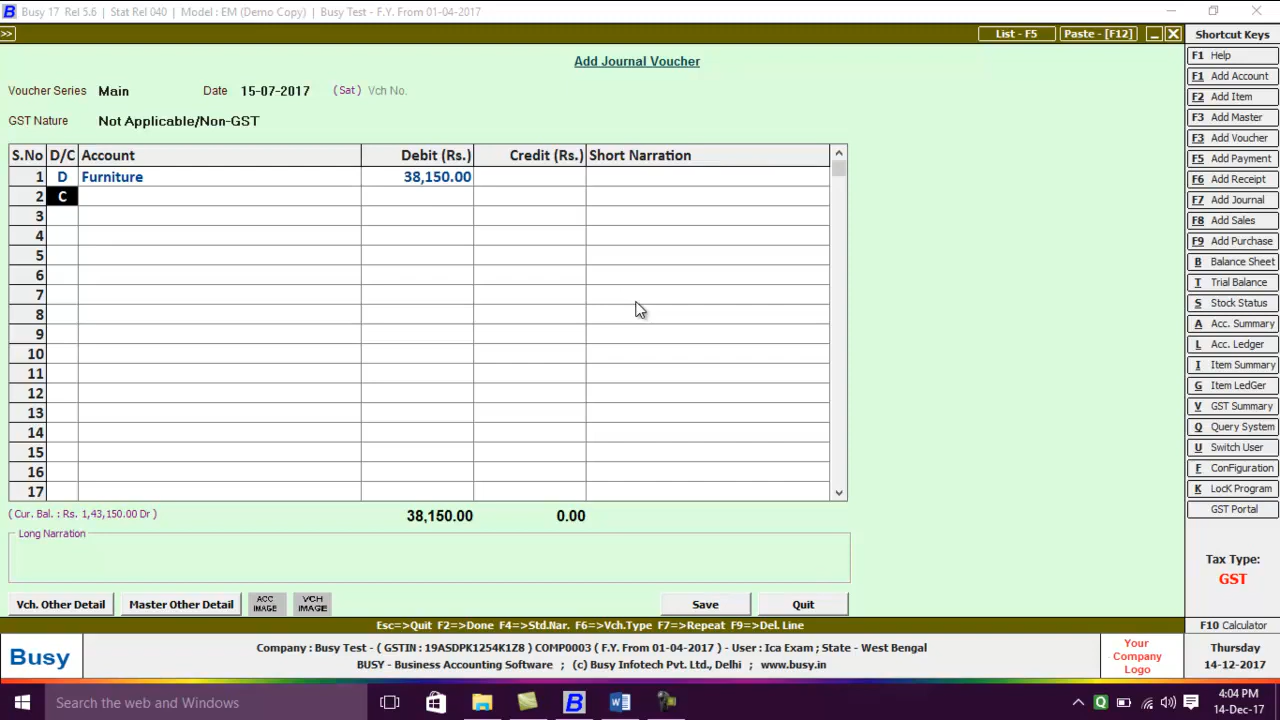 Busy 17 Rel 5.6 | Stat Rel 040 | Model : EM (Demo Copy) | Busy Test - F.Y. From 01-04-2017
>> List - F5 Paste - [F12] Shortcut Keys
Add Journal Voucher
Voucher Series Main Date 15-07-2017 (Sat) Vch No.
GST Nature Not Applicable/Non-GST
S.No D/C Account Debit (Rs.) Credit (Rs.) Short Narration
1 D Furniture 38,150.00
2 C
3
4
5
6
7
8
9
10
11
12
13
14
15
16
17
( Cur. Bal. : Rs. 1,43,150.00 Dr ) 38,150.00 0.00
Long Narration
Vch. Other Detail Master Other Detail ACC IMAGE VCH IMAGE Save Quit
Esc=>Quit F2=>Done F4=>Std.Nar. F6=>Vch.Type F7=>Repeat F9=>Del. Line
F1 Help
F1 Add Account
F2 Add Item
F3 Add Master
F3 Add Voucher
F5 Add Payment
F6 Add Receipt
F7 Add Journal
F8 Add Sales
F9 Add Purchase
B Balance Sheet
T Trial Balance
S Stock Status
A Acc. Summary
L Acc. Ledger
I Item Summary
G Item LedGer
V GST Summary
Q Query System
U Switch User
F ConFiguration
K LocK Program
GST Portal
Tax Type:
GST
F10 Calculator
Busy
Company : Busy Test - ( GSTIN : 19ASDPK1254K1Z8 ) COMP0003 ( F.Y. From 01-04-2017 ) - User : Ica Exam ; State - West Bengal
BUSY - Business Accounting Software ; (c) Busy Infotech Pvt. Ltd., Delhi ; www.busy.in
Your
Company
Logo
Thursday
14-12-2017
Search the web and Windows
4:04 PM
14-Dec-17